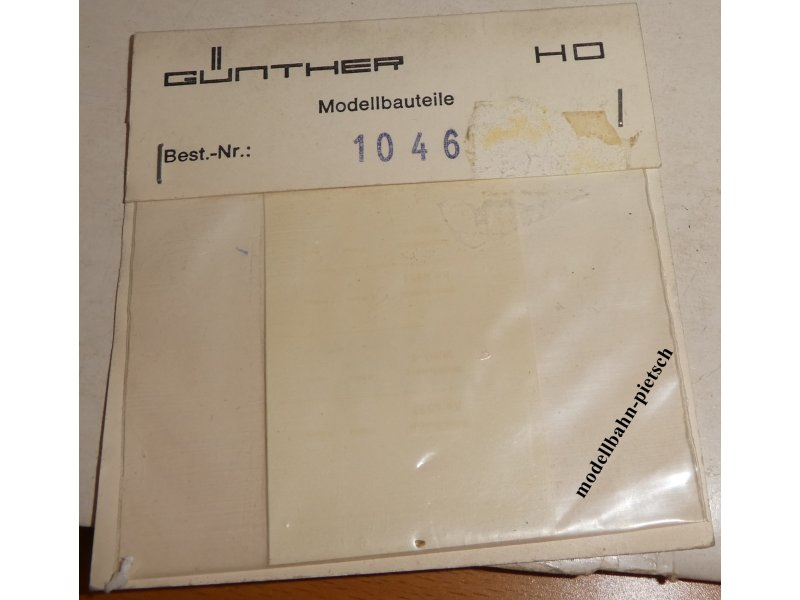 GÜNTHER HO
Modellbauteile
Best.-Nr.: 1046
modellbahn-pietsch